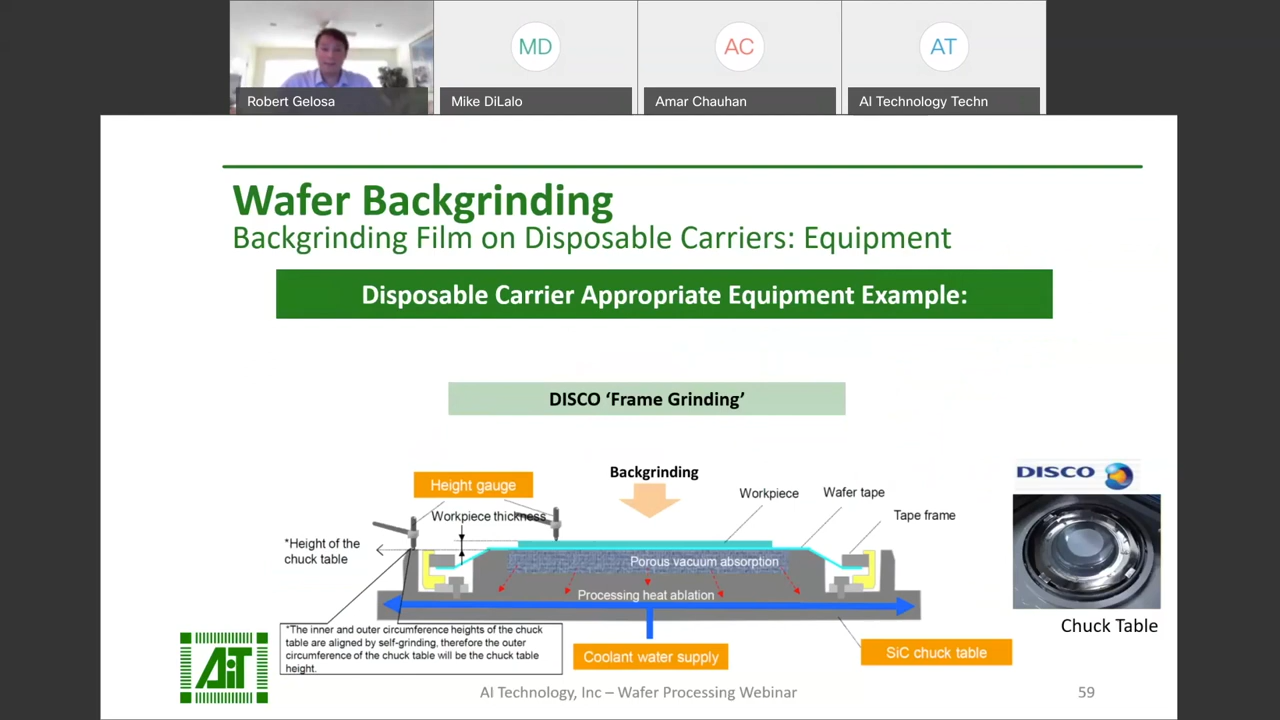 MD
AC
AT
Robert Gelosa
Mike DiLalo
Amar Chauhan
AI Technology Techn
Wafer Backgrinding
Backgrinding Film on Disposable Carriers: Equipment
Disposable Carrier Appropriate Equipment Example:
DISCO ‘Frame Grinding’
Backgrinding
Height gauge
Workpiece thickness
Workpiece
Wafer tape
Tape frame
*Height of the
chuck table
Porous vacuum absorption
Processing heat ablation
*The inner and outer circumference heights of the chuck
table are aligned by self-grinding, therefore the outer
circumference of the chuck table will be the chuck table
height.
Coolant water supply
SiC chuck table
DISCO
Chuck Table
AiT
AI Technology, Inc – Wafer Processing Webinar
59